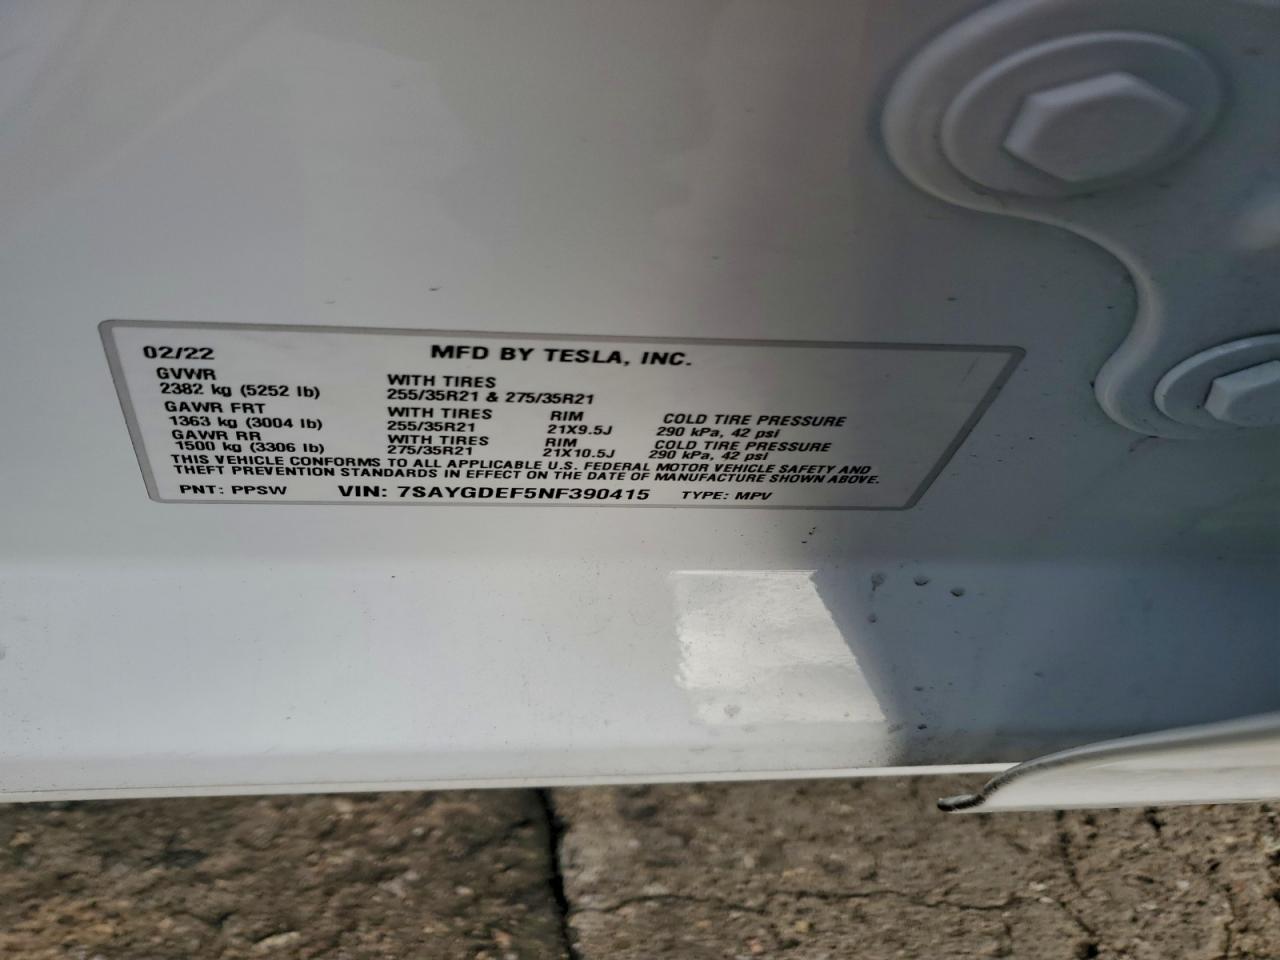 02/22 MFD BY TESLA, INC.
GVWR WITH TIRES
2382 kg (5252 lb) 255/35R21 & 275/35R21
GAWR FRT WITH TIRES RIM COLD TIRE PRESSURE
1363 kg (3004 lb) 255/35R21 21X9.5J 290 kPa, 42 psi
GAWR RR WITH TIRES RIM COLD TIRE PRESSURE
1500 kg (3306 lb) 275/35R21 21X10.5J 290 kPa, 42 psi
THIS VEHICLE CONFORMS TO ALL APPLICABLE U.S. FEDERAL MOTOR VEHICLE SAFETY AND
THEFT PREVENTION STANDARDS IN EFFECT ON THE DATE OF MANUFACTURE SHOWN ABOVE.
PNT: PPSW VIN: 7SAYGDEF5NF390415 TYPE: MPV